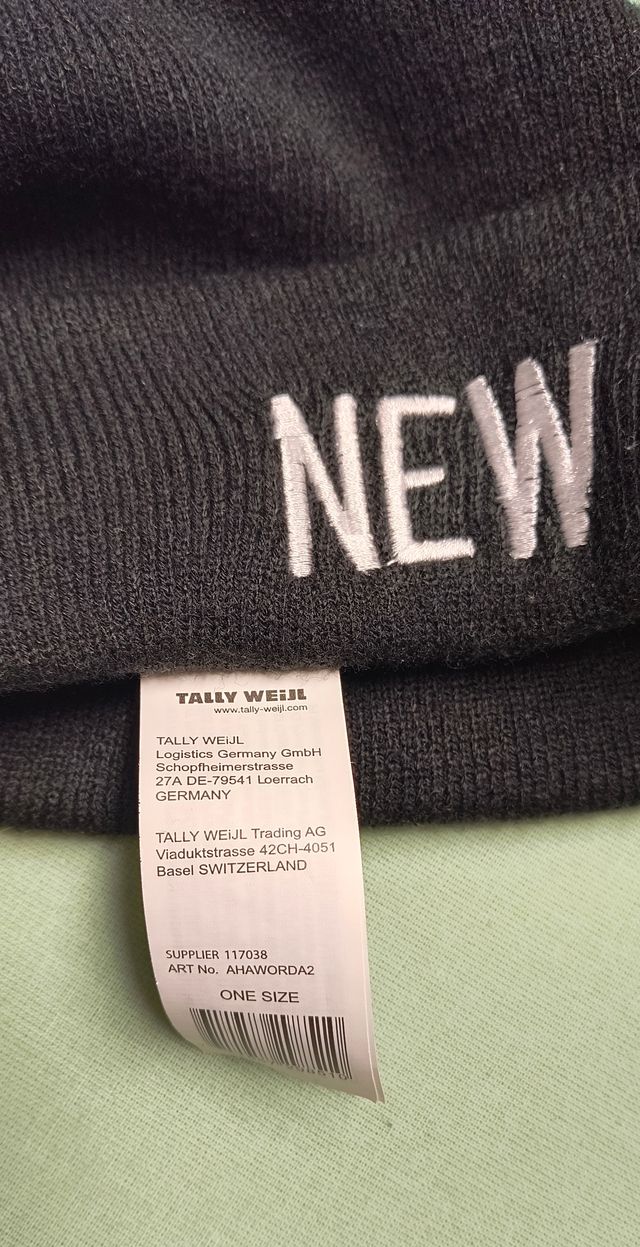 NEW
TALLY WEiJL
www.tally-weijl.com
TALLY WEiJL
Logistics Germany GmbH
Schopfheimerstrasse
27A DE-79541 Loerrach
GERMANY
TALLY WEiJL Trading AG
Viaduktstrasse 42CH-4051
Basel SWITZERLAND
SUPPLIER 117038
ART No. AHAWORDA2
ONE SIZE